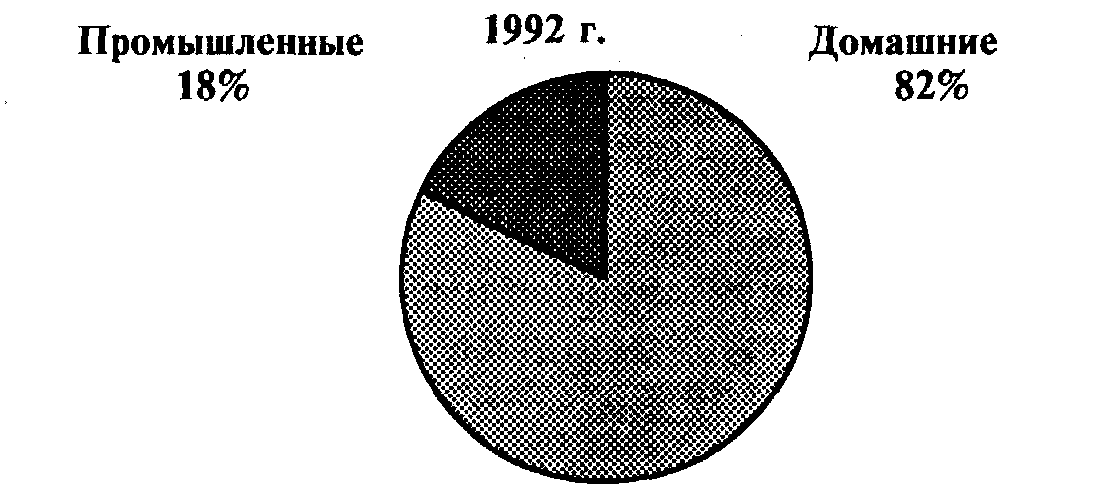 1992 г.
Промышленные
18%
Домашние
82%